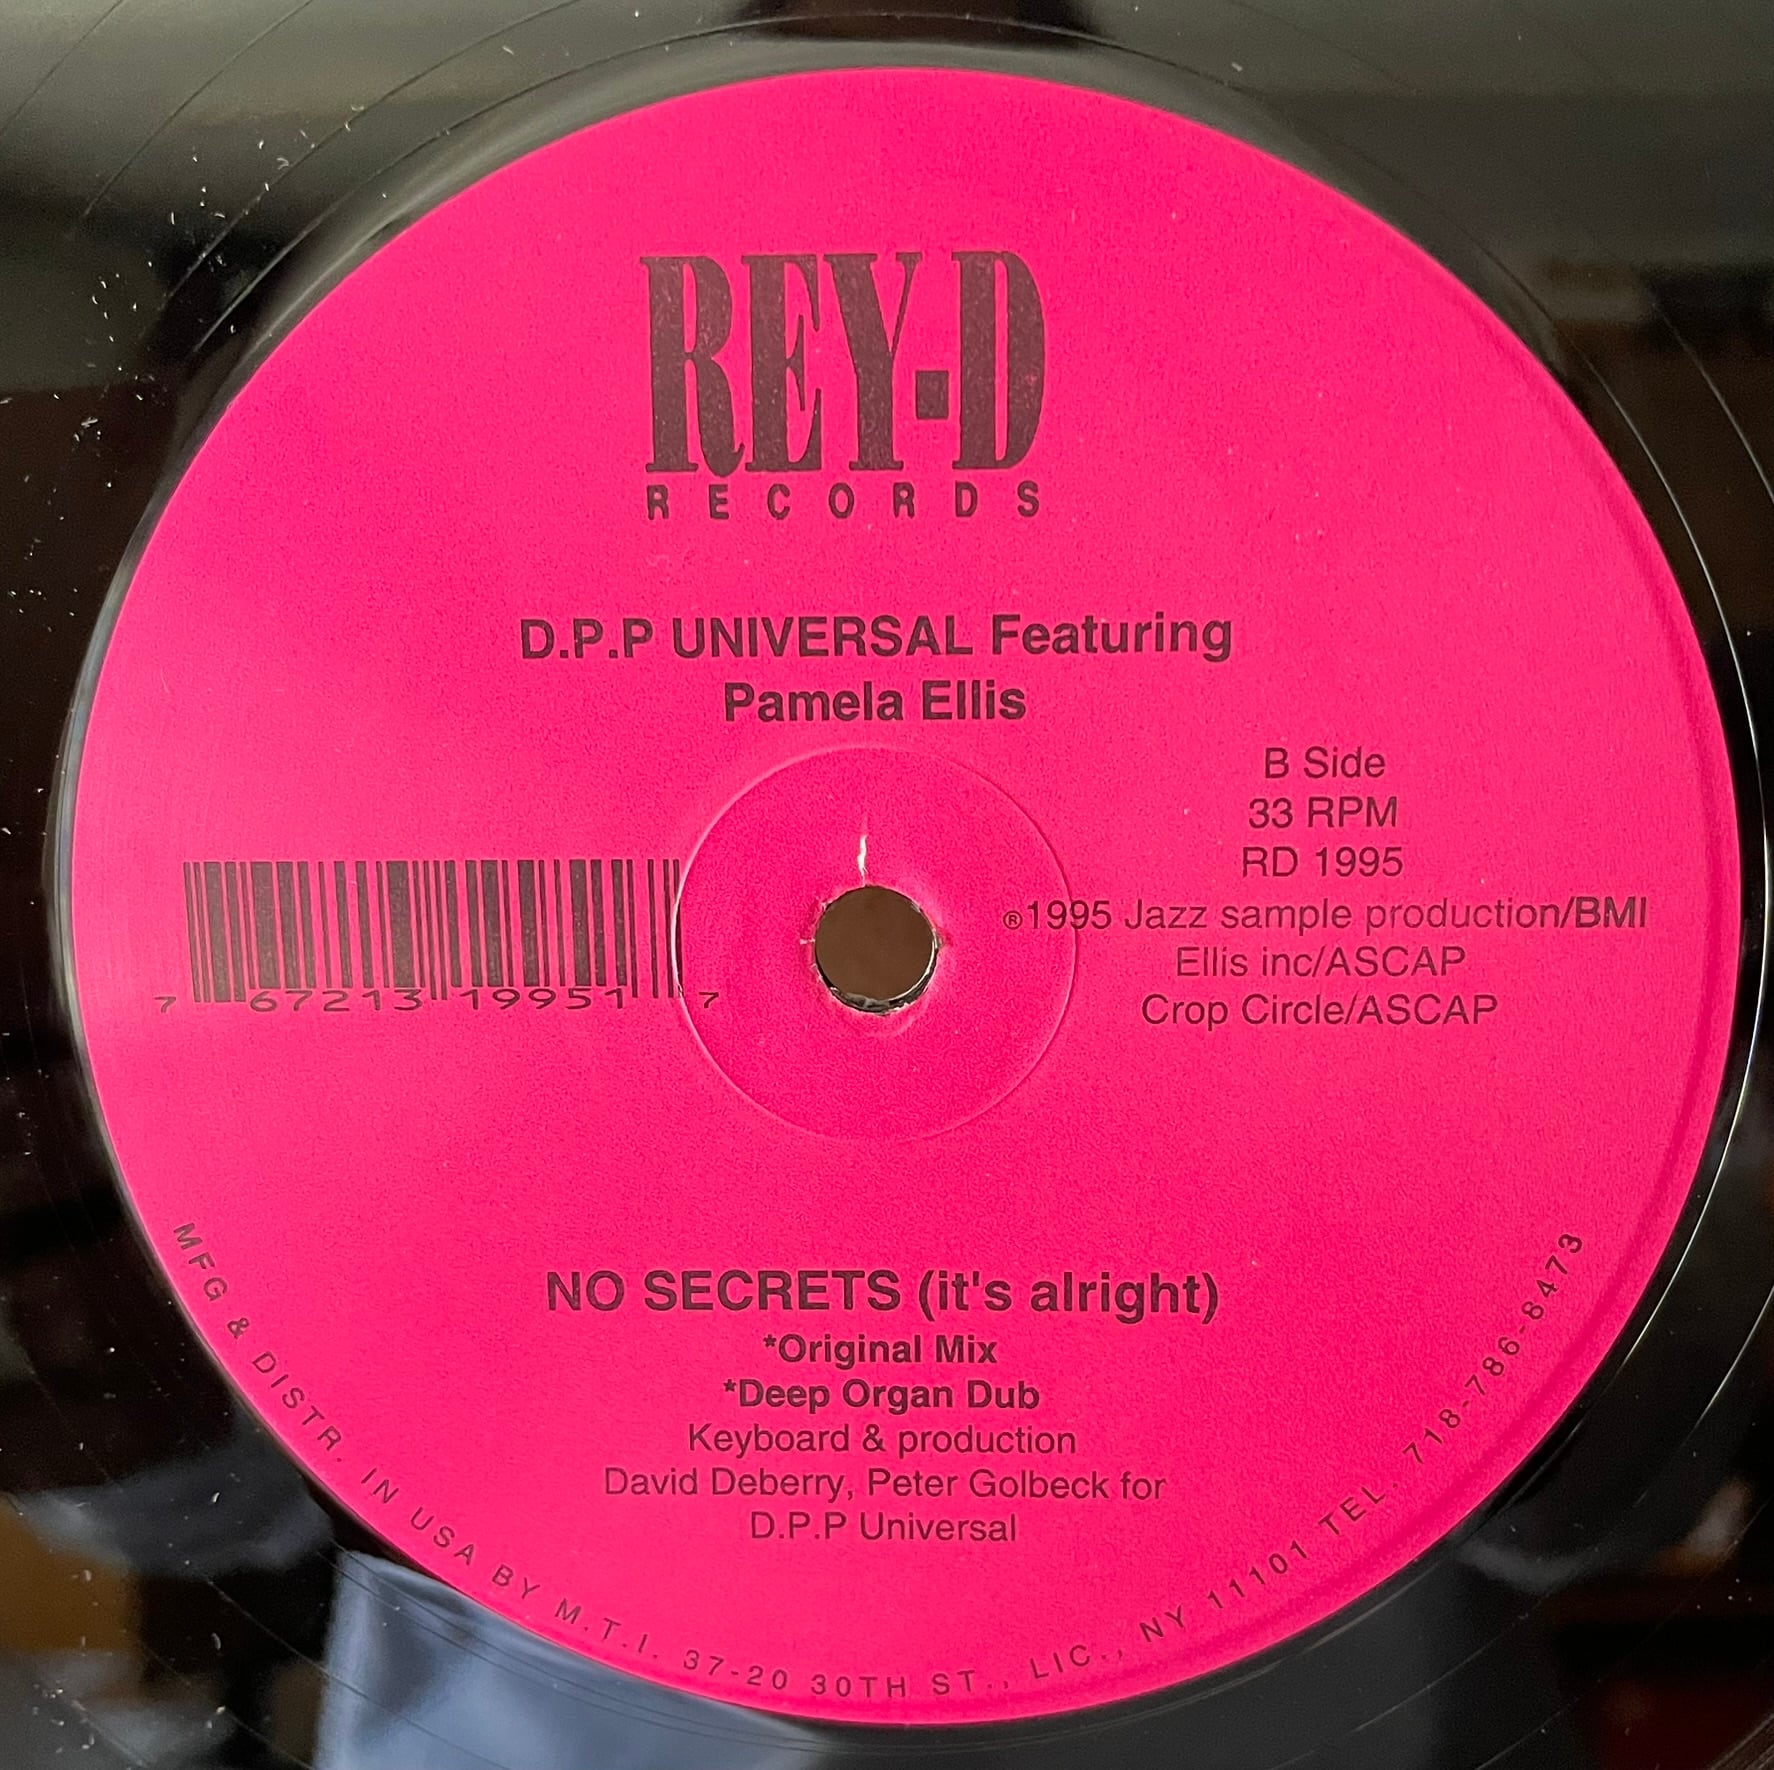 REY-D
RECORDS
D.P.P UNIVERSAL Featuring
Pamela Ellis
B Side
33 RPM
RD 1995
®1995 Jazz sample production/BMI
Ellis inc/ASCAP
Crop Circle/ASCAP
7 67213 19951 7
NO SECRETS (it's alright)
*Original Mix
*Deep Organ Dub
Keyboard & production
David Deberry, Peter Golbeck for
D.P.P Universal
MFG & DISTR. IN USA BY M.T.I. 37-20 30TH ST., LIC., NY 11101 TEL. 718-786-8473